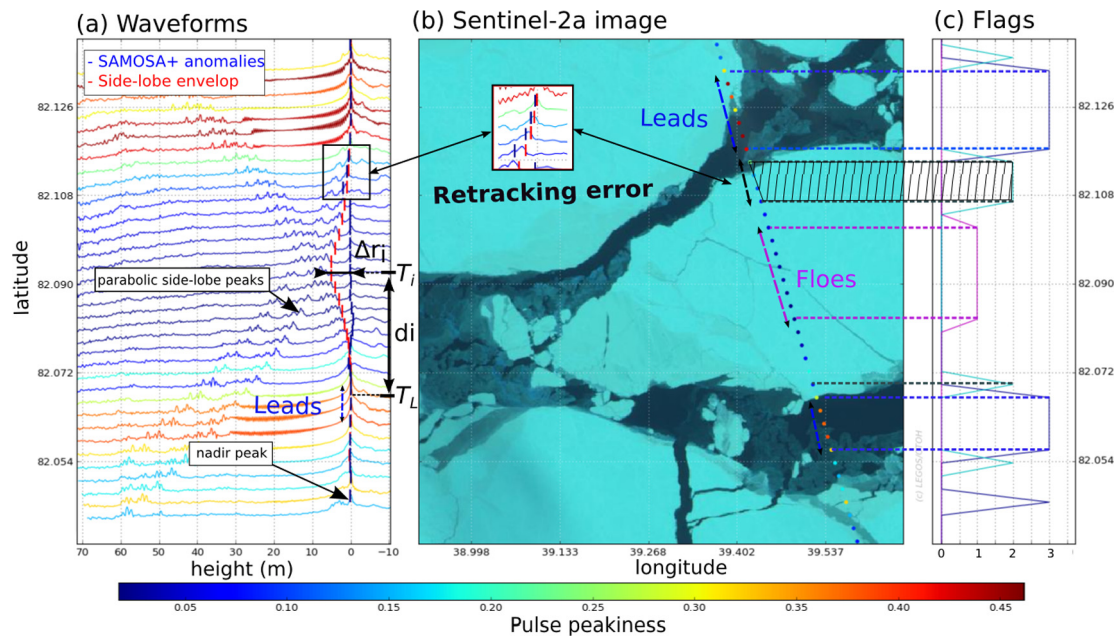 (a) Waveforms
(b) Sentinel-2a image
(c) Flags
- SAMOSA+ anomalies
- Side-lobe envelop
82.126
82.108
82.090
82.072
82.054
latitude
Δri
Ti
di
TL
parabolic side-lobe peaks
Leads
nadir peak
70 60 50 40 30 20 10 0 −10
height (m)
Leads
Retracking error
Floes
(c) LEGOS/CTOH
38.998 39.133 39.268 39.402 39.537
longitude
82.126
82.108
82.090
82.072
82.054
0 1 2 3
0.05 0.10 0.15 0.20 0.25 0.30 0.35 0.40 0.45
Pulse peakiness